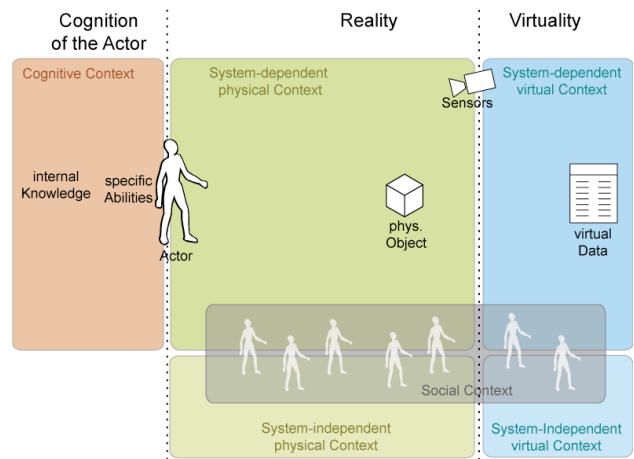 Cognition
of the Actor
Reality
Virtuality
Cognitive Context
System-dependent
physical Context
Sensors
System-dependent
virtual Context
internal
Knowledge
specific
Abilities
Actor
phys.
Object
virtual
Data
Social Context
System-independent
physical Context
System-Independent
virtual Context